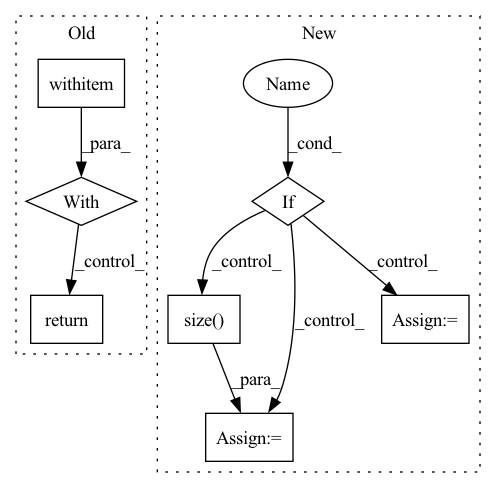 Old
New
withitem
Name
_para_
_cond_
With
If
_control_
_control_
_control_
return
size()
_control_
Assign:=
_para_
Assign:=